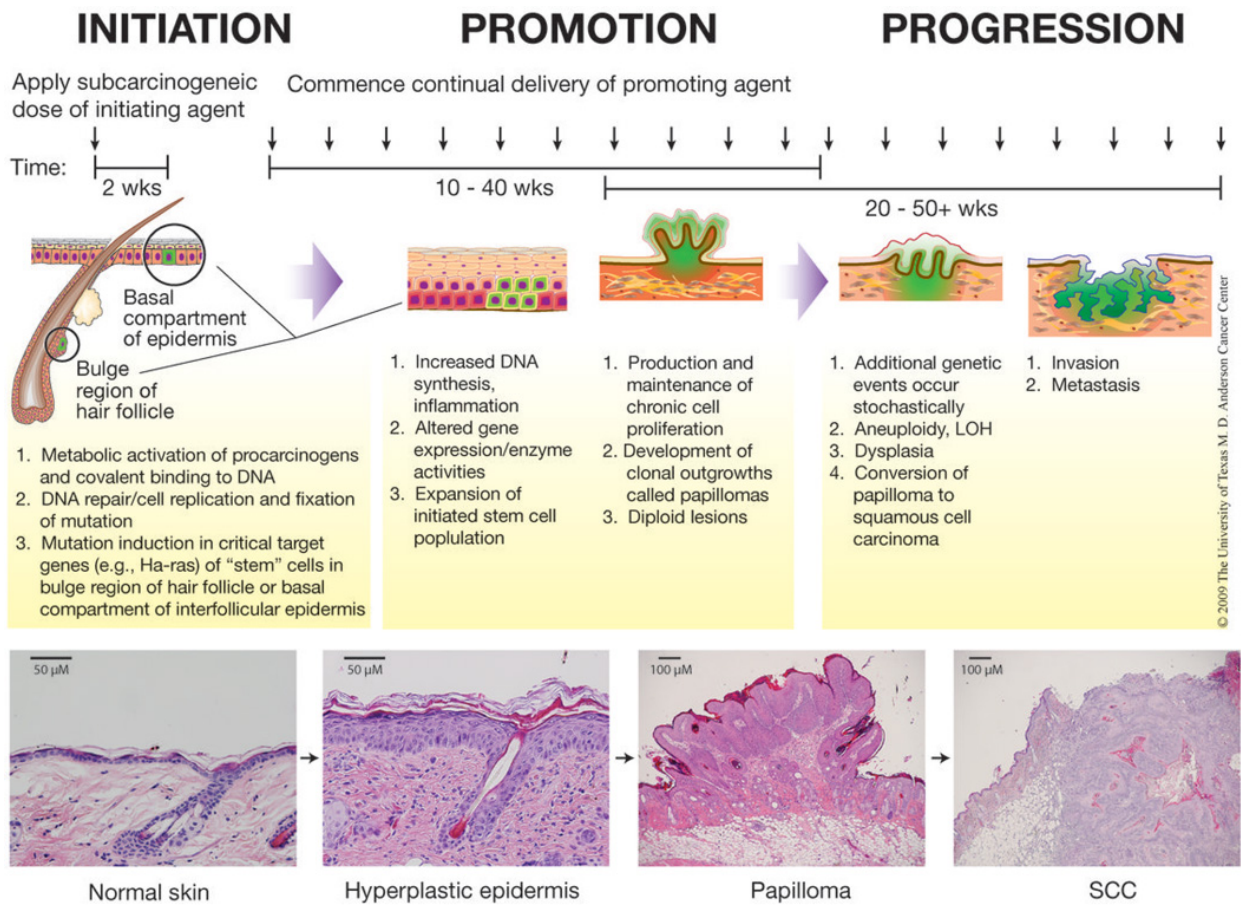 INITIATION
PROMOTION
PROGRESSION
Apply subcarcinogeneic
dose of initiating agent
Commence continual delivery of promoting agent
Time:
2 wks
10 - 40 wks
20 - 50+ wks
Basal
compartment
of epidermis
Bulge
region of
hair follicle
1. Metabolic activation of procarcinogens
and covalent binding to DNA
2. DNA repair/cell replication and fixation
of mutation
3. Mutation induction in critical target
genes (e.g., Ha-ras) of “stem” cells in
bulge region of hair follicle or basal
compartment of interfollicular epidermis
1. Increased DNA
synthesis,
inflammation
2. Altered gene
expression/enzyme
activities
3. Expansion of
initiated stem cell
poplulation
1. Production and
maintenance of
chronic cell
proliferation
2. Development of
clonal outgrowths
called papillomas
3. Diploid lesions
1. Additional genetic
events occur
stochastically
2. Aneuploidy, LOH
3. Dysplasia
4. Conversion of
papilloma to
squamous cell
carcinoma
1. Invasion
2. Metastasis
© 2009 The University of Texas M. D. Anderson Cancer Center
50 µM
50 µM
100 µM
100 µM
Normal skin
Hyperplastic epidermis
Papilloma
SCC